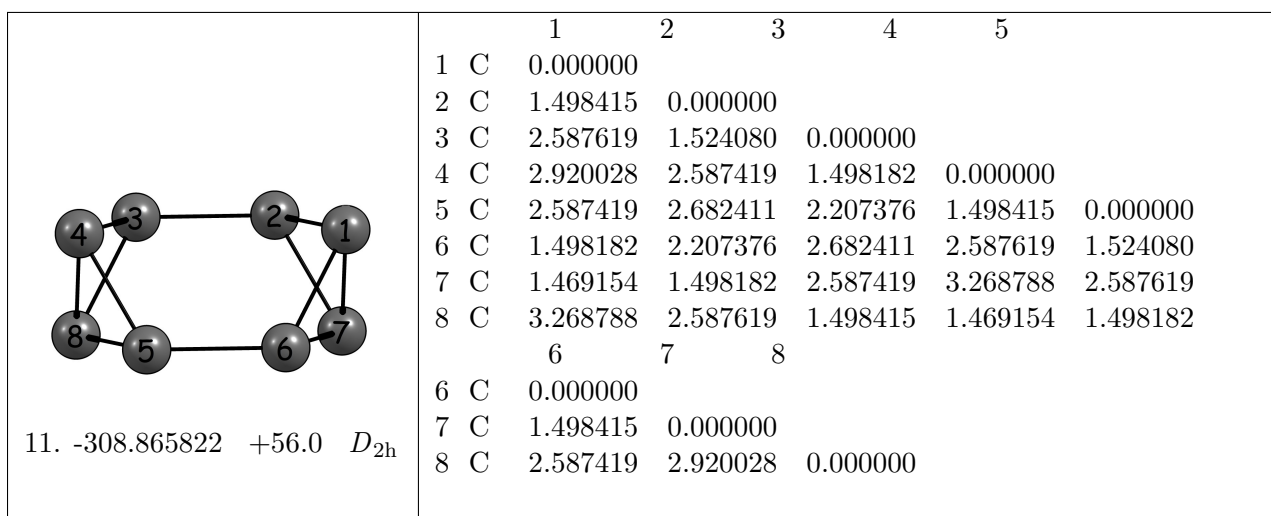 4 3 2 1
8 5 6 7
11. -308.865822 +56.0 D2h
1 2 3 4 5
1 C 0.000000
2 C 1.498415 0.000000
3 C 2.587619 1.524080 0.000000
4 C 2.920028 2.587419 1.498182 0.000000
5 C 2.587419 2.682411 2.207376 1.498415 0.000000
6 C 1.498182 2.207376 2.682411 2.587619 1.524080
7 C 1.469154 1.498182 2.587419 3.268788 2.587619
8 C 3.268788 2.587619 1.498415 1.469154 1.498182
6 7 8
6 C 0.000000
7 C 1.498415 0.000000
8 C 2.587419 2.920028 0.000000